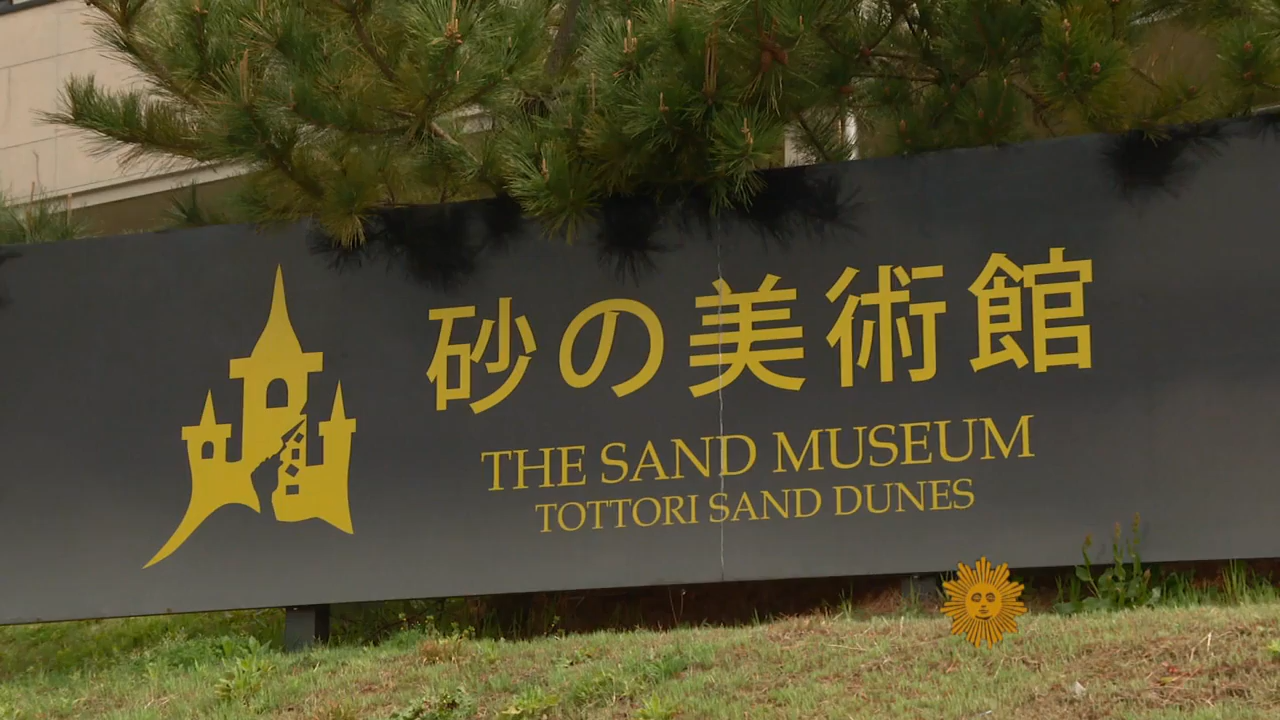 砂の美術館
THE SAND MUSEUM
TOTTORI SAND DUNES